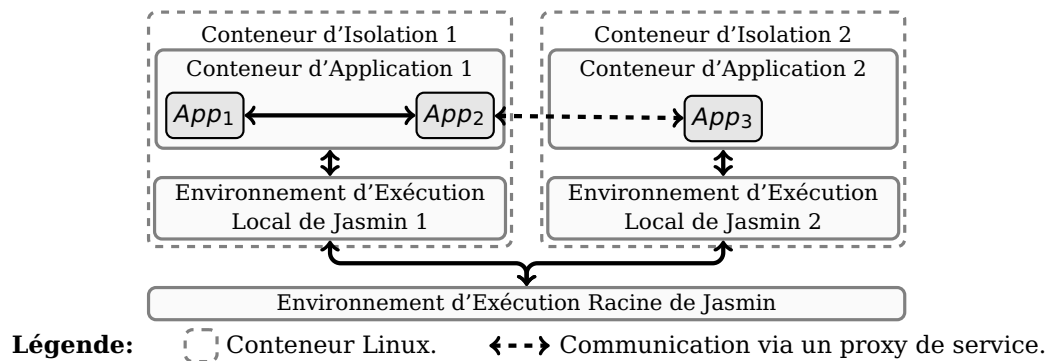 Conteneur d'Isolation 1
Conteneur d'Isolation 2
Conteneur d'Application 1
Conteneur d'Application 2
App₁
App₂
App₃
Environnement d'Exécution
Local de Jasmin 1
Environnement d'Exécution
Local de Jasmin 2
Environnement d'Exécution Racine de Jasmin
Légende: Conteneur Linux. Communication via un proxy de service.